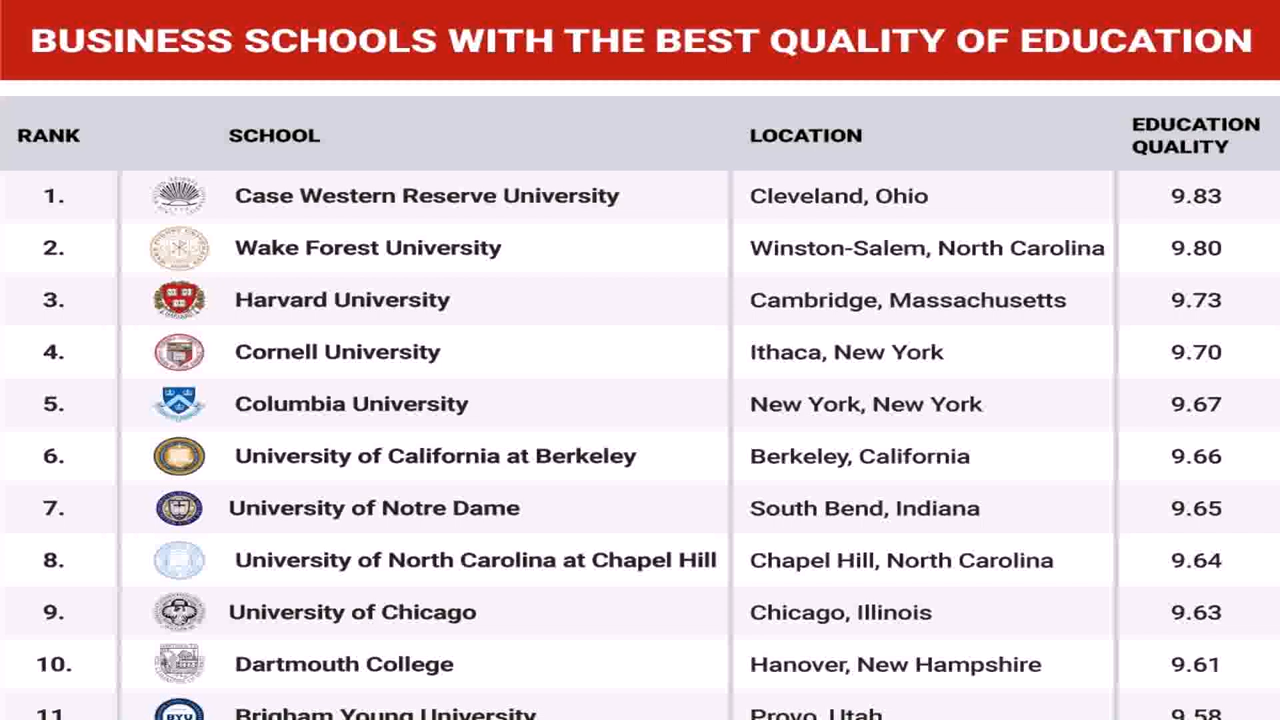 BUSINESS SCHOOLS WITH THE BEST QUALITY OF EDUCATION
RANK SCHOOL LOCATION EDUCATION QUALITY
1. Case Western Reserve University Cleveland, Ohio 9.83
2. Wake Forest University Winston-Salem, North Carolina 9.80
3. Harvard University Cambridge, Massachusetts 9.73
4. Cornell University Ithaca, New York 9.70
5. Columbia University New York, New York 9.67
6. University of California at Berkeley Berkeley, California 9.66
7. University of Notre Dame South Bend, Indiana 9.65
8. University of North Carolina at Chapel Hill Chapel Hill, North Carolina 9.64
9. University of Chicago Chicago, Illinois 9.63
10. Dartmouth College Hanover, New Hampshire 9.61
11. BYU Brigham Young University Provo, Utah 9.58